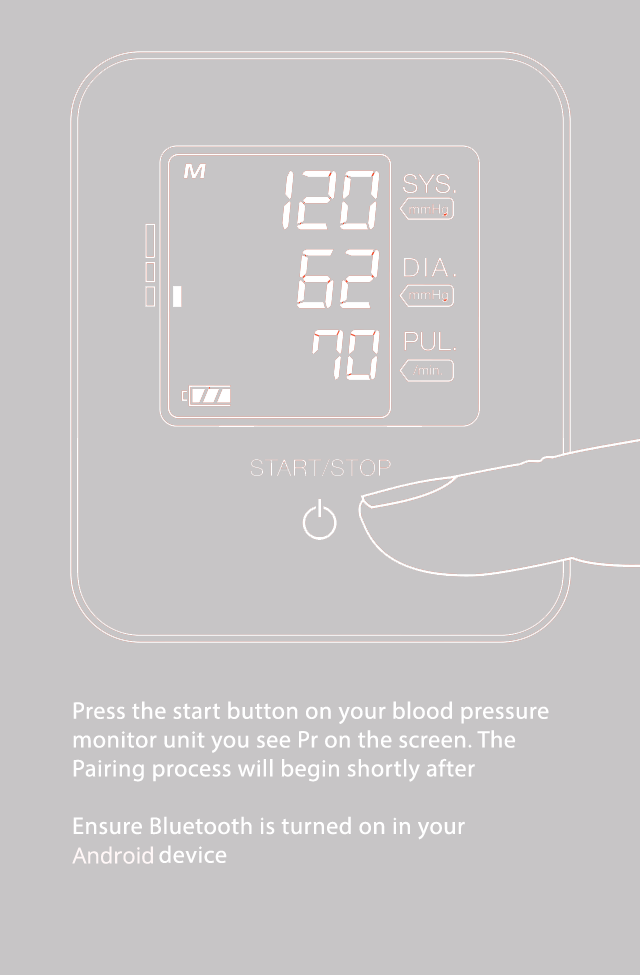 M
120
SYS.
mmHg
62
DIA.
mmHg
70
PUL.
/min.
START/STOP
Press the start button on your blood pressure
monitor unit you see Pr on the screen. The
Pairing process will begin shortly after
Ensure Bluetooth is turned on in your
Android device